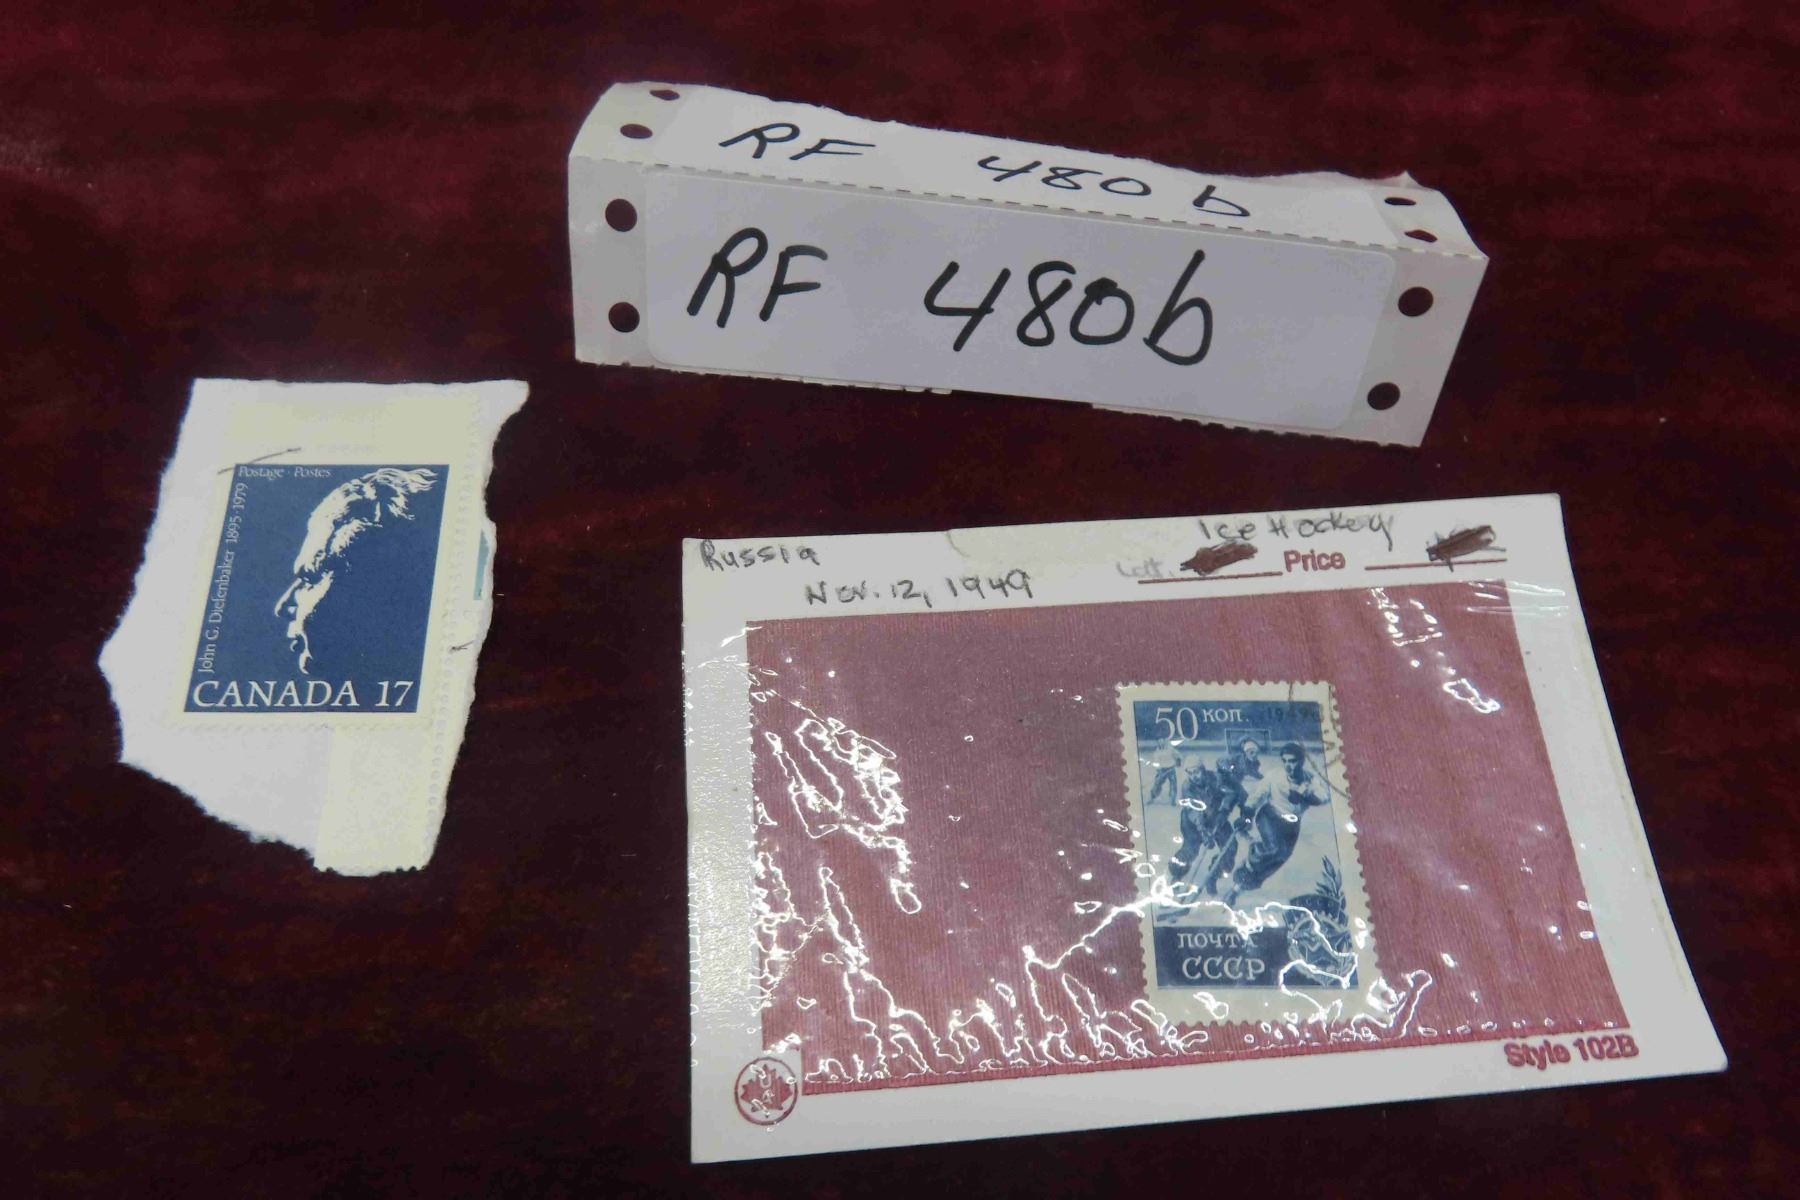 RF 480b
RF 480b
Postage · Postes
John G. Diefenbaker 1895·1979
CANADA 17
Russia
Nov. 12, 1949
Ice Hockey
Price
50 КОП.
1949
ПОЧТА
СССР
Style 102B